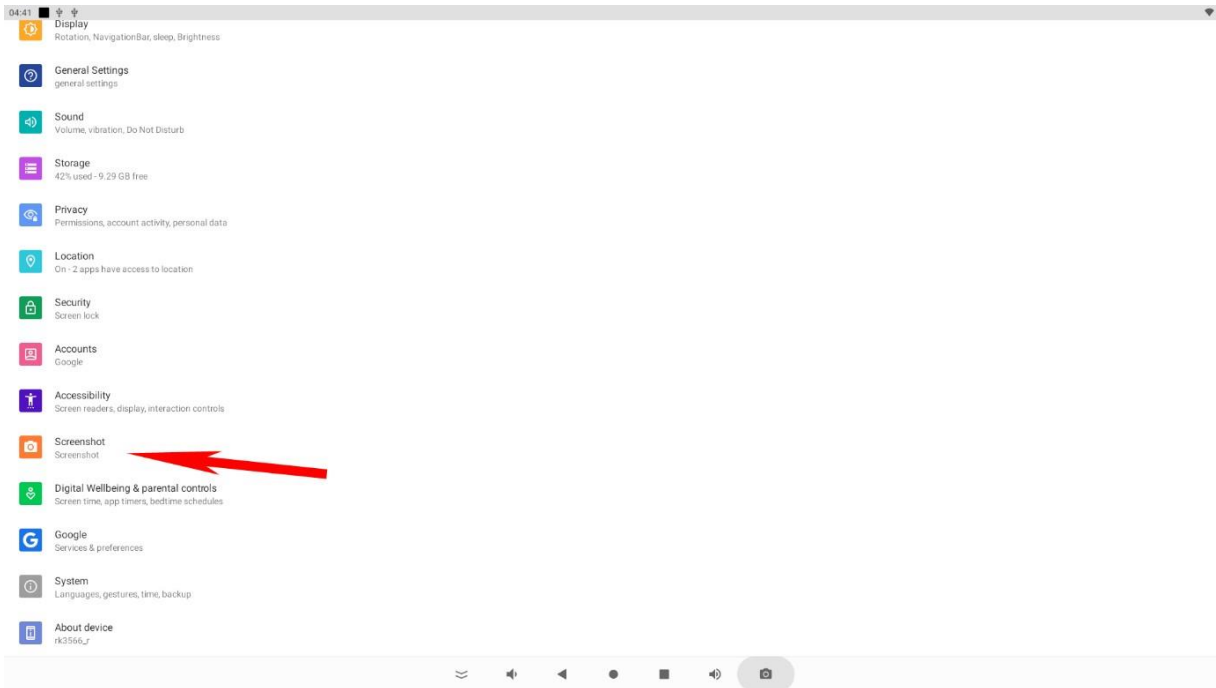 04:41
Display
Rotation, NavigationBar, sleep, Brightness
General Settings
general settings
Sound
Volume, vibration, Do Not Disturb
Storage
42% used - 9.29 GB free
Privacy
Permissions, account activity, personal data
Location
On - 2 apps have access to location
Security
Screen lock
Accounts
Google
Accessibility
Screen readers, display, interaction controls
Screenshot
Screenshot
Digital Wellbeing & parental controls
Screen time, app timers, bedtime schedules
Google
Services & preferences
System
Languages, gestures, time, backup
About device
rk3566_r